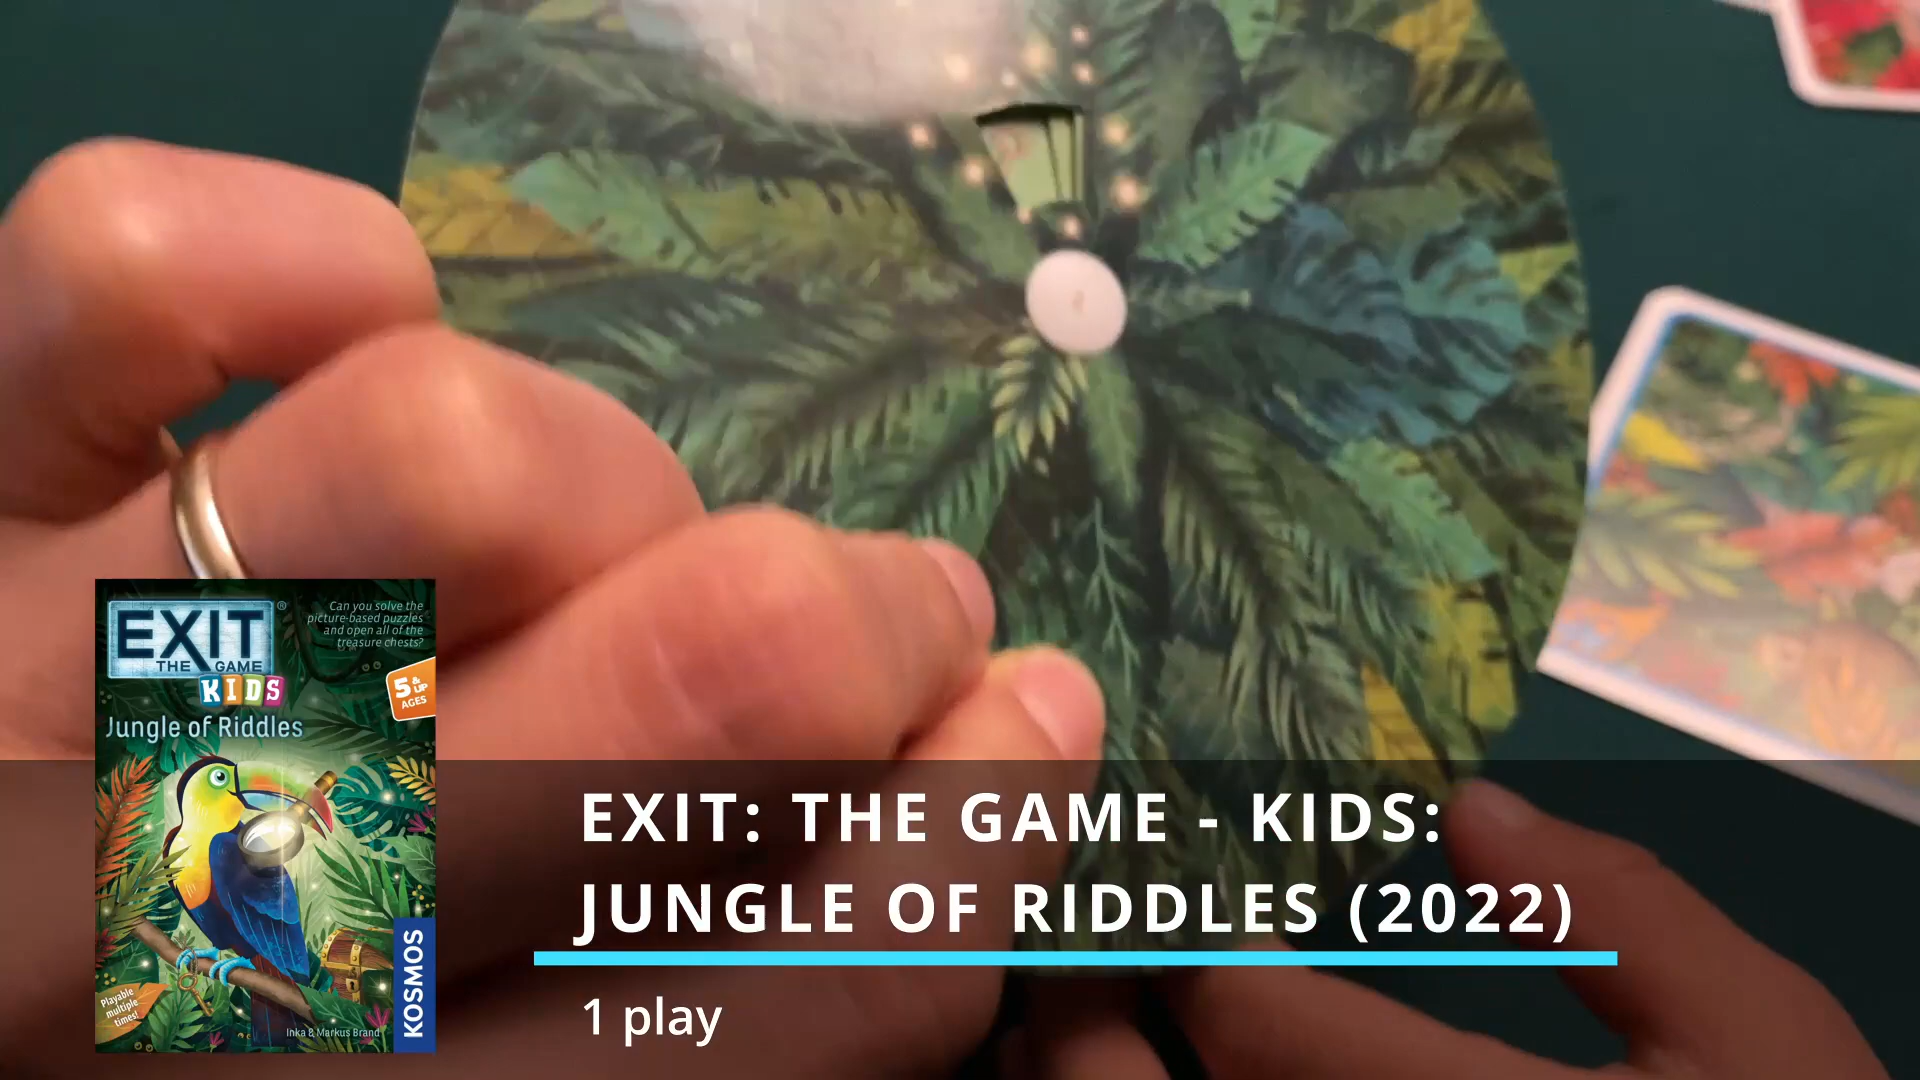 EXIT®
THE GAME
KIDS
Can you solve the
picture-based puzzles
and open all of the
treasure chests?
5 & UP
AGES
Jungle of Riddles
Playable
multiple
times!
Inka & Markus Brand
KOSMOS
EXIT: THE GAME - KIDS:
JUNGLE OF RIDDLES (2022)
1 play